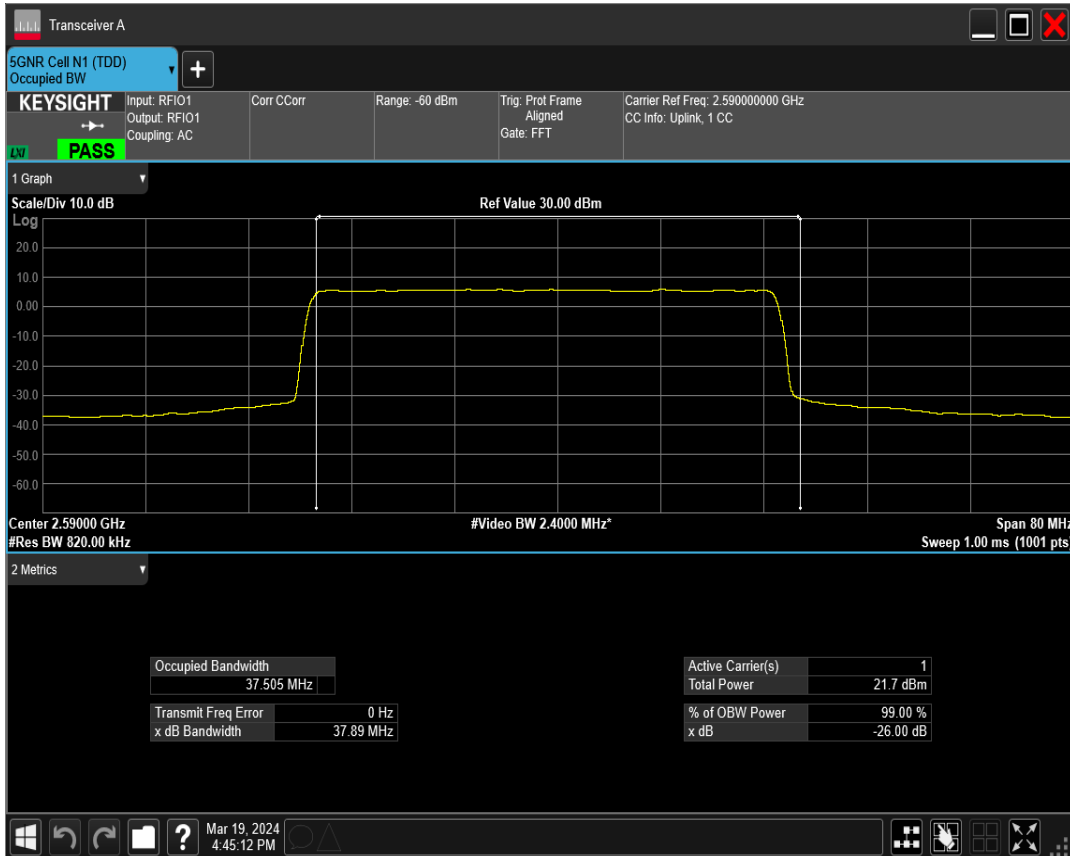 Transceiver A
5GNR Cell N1 (TDD)
Occupied BW
+
KEYSIGHT
LXI
PASS
Input: RFIO1
Output: RFIO1
Coupling: AC
Corr CCorr
Range: -60 dBm
Trig: Prot Frame
Aligned
Gate: FFT
Carrier Ref Freq: 2.590000000 GHz
CC Info: Uplink, 1 CC
1 Graph
Scale/Div 10.0 dB
Ref Value 30.00 dBm
Log
20.0
10.0
0.00
-10.0
-20.0
-30.0
-40.0
-50.0
-60.0
Center 2.59000 GHz
#Video BW 2.4000 MHz*
Span 80 MHz
#Res BW 820.00 kHz
Sweep 1.00 ms (1001 pts)
2 Metrics
Occupied Bandwidth
37.505 MHz
Transmit Freq Error 0 Hz
x dB Bandwidth 37.89 MHz
Active Carrier(s) 1
Total Power 21.7 dBm
% of OBW Power 99.00 %
x dB -26.00 dB
?
Mar 19, 2024
4:45:12 PM